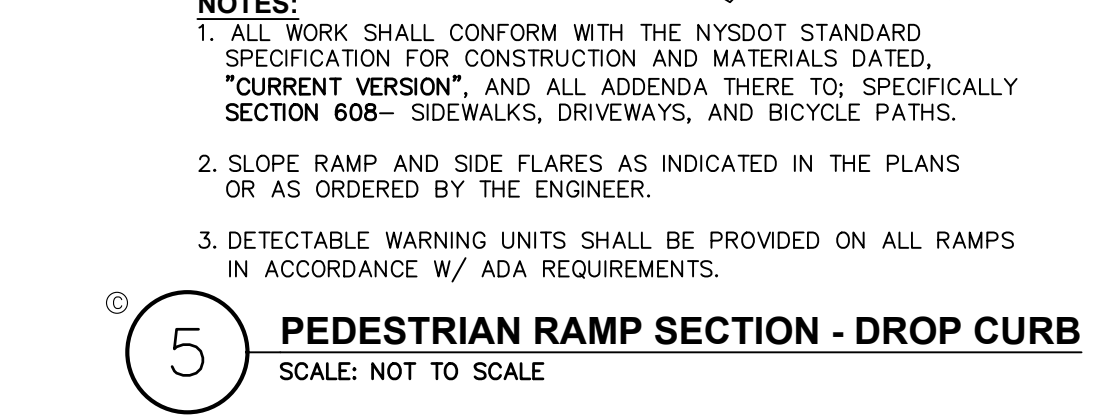 NOTES:
1. ALL WORK SHALL CONFORM WITH THE NYSDOT STANDARD
SPECIFICATION FOR CONSTRUCTION AND MATERIALS DATED,
"CURRENT VERSION", AND ALL ADDENDA THERE TO; SPECIFICALLY
SECTION 608– SIDEWALKS, DRIVEWAYS, AND BICYCLE PATHS.
2. SLOPE RAMP AND SIDE FLARES AS INDICATED IN THE PLANS
OR AS ORDERED BY THE ENGINEER.
3. DETECTABLE WARNING UNITS SHALL BE PROVIDED ON ALL RAMPS
IN ACCORDANCE W/ ADA REQUIREMENTS.
©
5
PEDESTRIAN RAMP SECTION - DROP CURB
SCALE: NOT TO SCALE